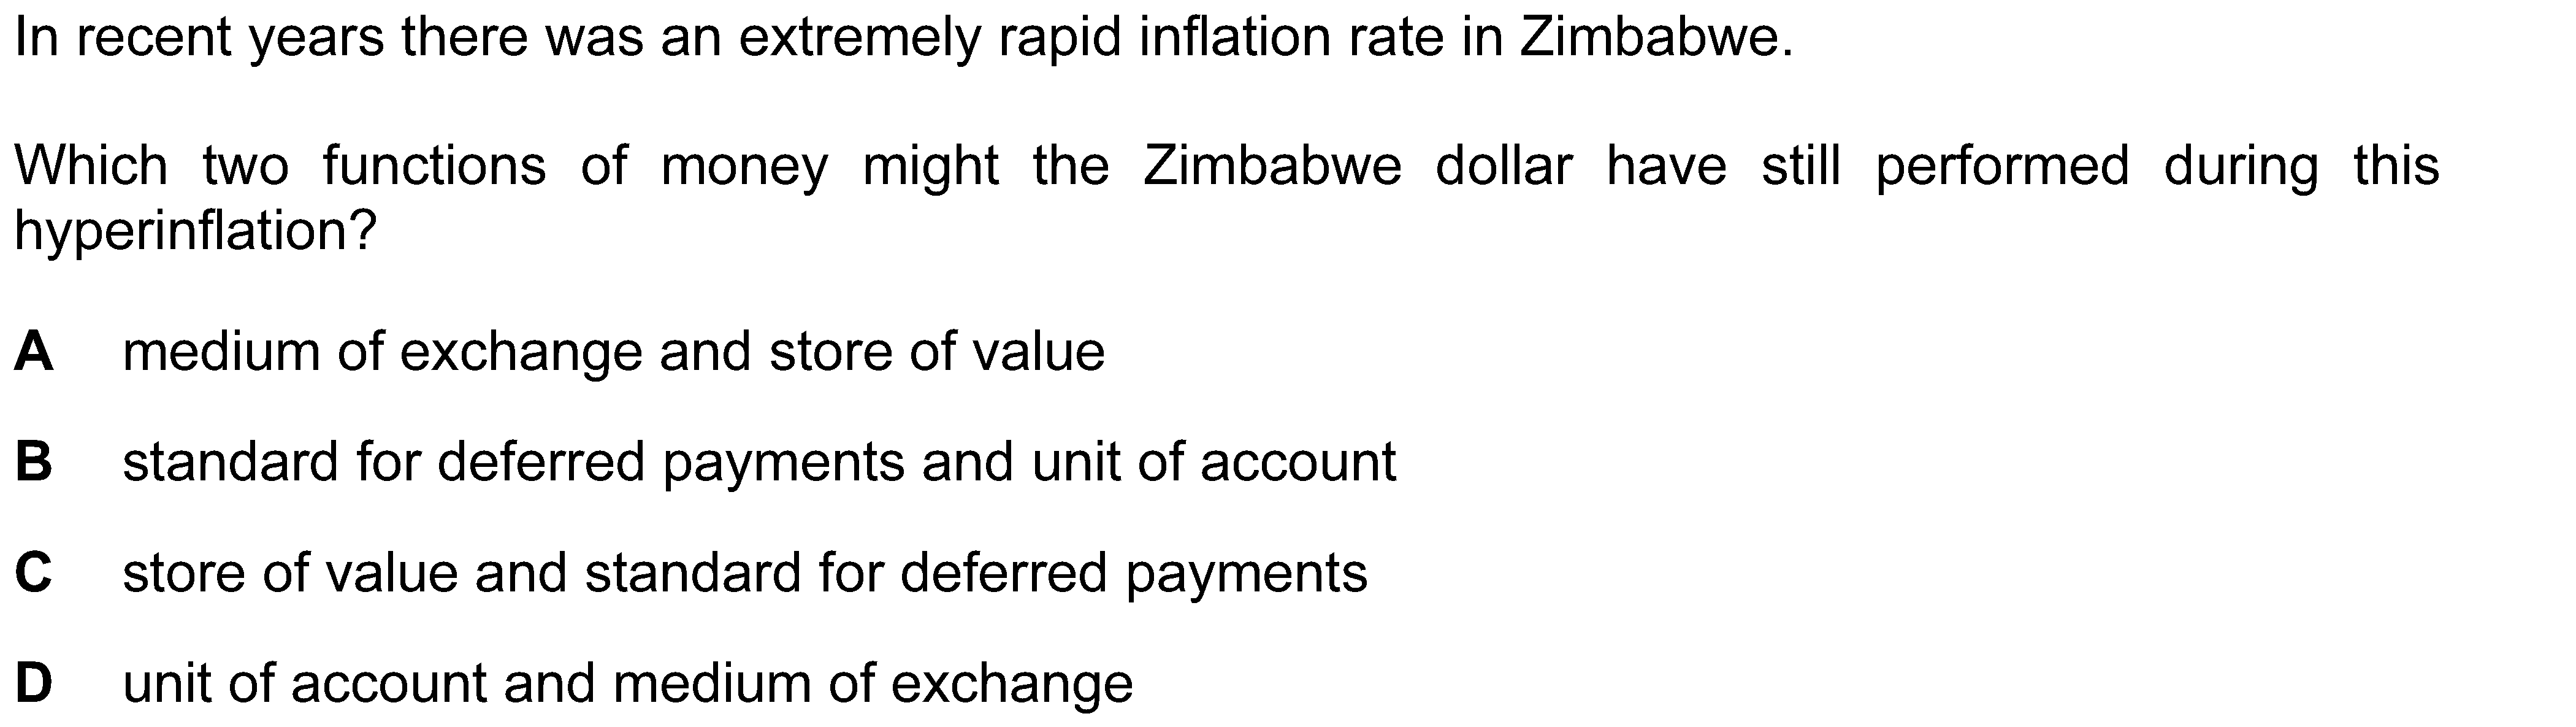 In recent years there was an extremely rapid inflation rate in Zimbabwe.
Which two functions of money might the Zimbabwe dollar have still performed during this
hyperinflation?
A medium of exchange and store of value
B standard for deferred payments and unit of account
C store of value and standard for deferred payments
D unit of account and medium of exchange